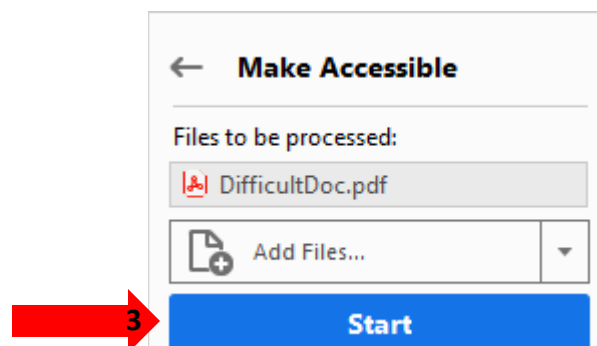 Make Accessible
Files to be processed:
DifficultDoc.pdf
Add Files...
3
Start